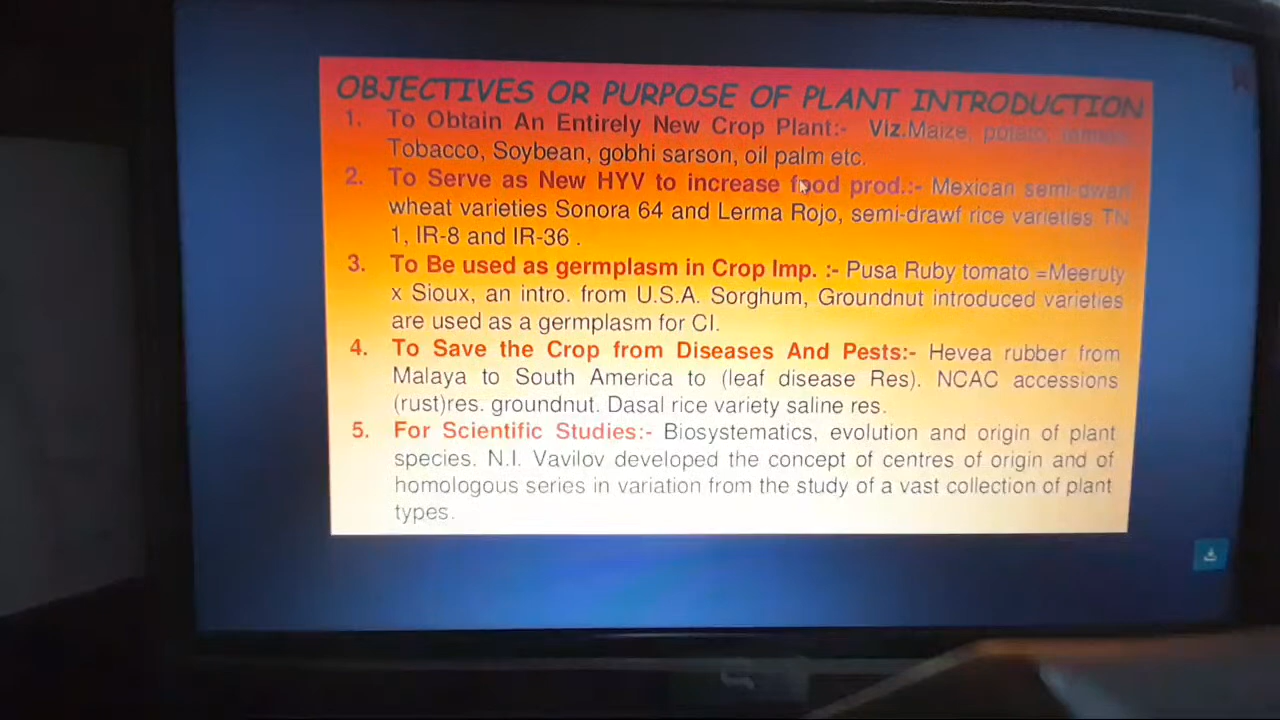 OBJECTIVES OR PURPOSE OF PLANT INTRODUCTION
1. To Obtain An Entirely New Crop Plant:- Viz.Maize, potato, tomato,
Tobacco, Soybean, gobhi sarson, oil palm etc.
2. To Serve as New HYV to increase food prod.:- Mexican semi-dwarf
wheat varieties Sonora 64 and Lerma Rojo, semi-drawf rice varieties TN
1, IR-8 and IR-36 .
3. To Be used as germplasm in Crop Imp. :- Pusa Ruby tomato =Meeruty
x Sioux, an intro. from U.S.A. Sorghum, Groundnut introduced varieties
are used as a germplasm for CI.
4. To Save the Crop from Diseases And Pests:- Hevea rubber from
Malaya to South America to (leaf disease Res). NCAC accessions
(rust)res. groundnut. Dasal rice variety saline res.
5. For Scientific Studies:- Biosystematics, evolution and origin of plant
species. N.I. Vavilov developed the concept of centres of origin and of
homologous series in variation from the study of a vast collection of plant
types.